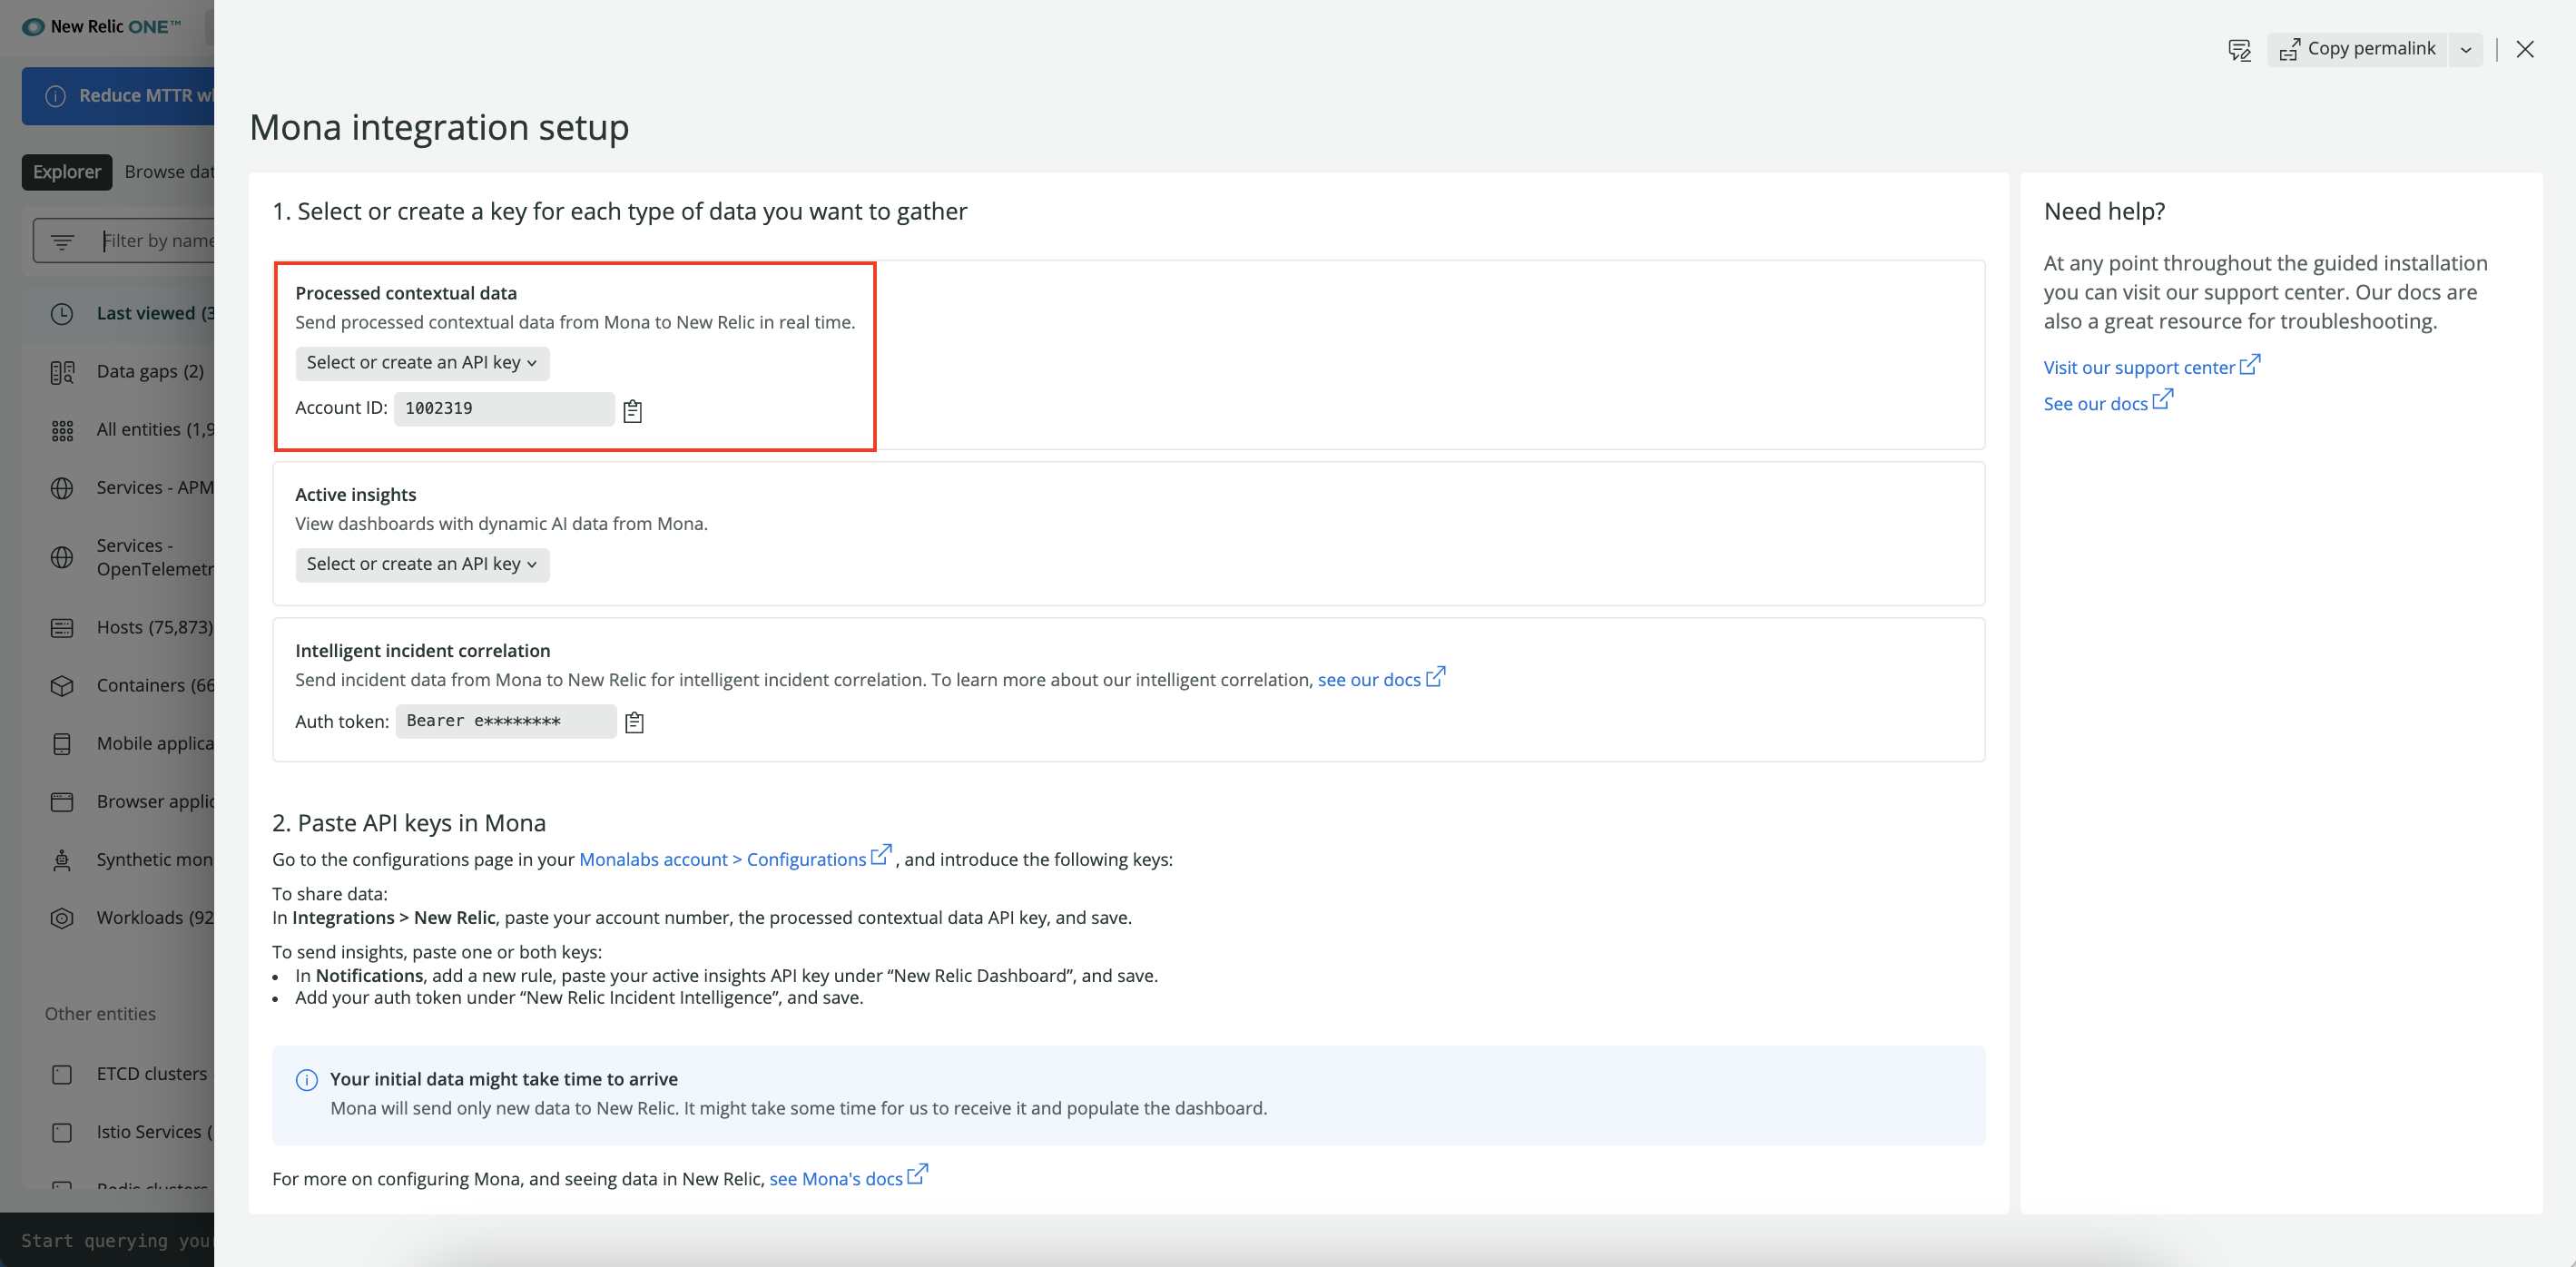 New Relic ONE™
Copy permalink
Reduce MTTR w
Mona integration setup
Explorer
Browse dat
Filter by name
Last viewed (3
Data gaps (2)
All entities (1,9
Services - APM
Services -
OpenTelemetr
Hosts (75,873)
Containers (66
Mobile applica
Browser applic
Synthetic mon
Workloads (92
Other entities
ETCD clusters
Istio Services (
Redis clusters
Start querying your
1. Select or create a key for each type of data you want to gather
Processed contextual data
Send processed contextual data from Mona to New Relic in real time.
Select or create an API key
Account ID: 1002319
Active insights
View dashboards with dynamic AI data from Mona.
Select or create an API key
Intelligent incident correlation
Send incident data from Mona to New Relic for intelligent incident correlation. To learn more about our intelligent correlation, see our docs
Auth token: Bearer e********
2. Paste API keys in Mona
Go to the configurations page in your Monalabs account > Configurations , and introduce the following keys:
To share data:
In Integrations > New Relic, paste your account number, the processed contextual data API key, and save.
To send insights, paste one or both keys:
• In Notifications, add a new rule, paste your active insights API key under “New Relic Dashboard”, and save.
• Add your auth token under “New Relic Incident Intelligence”, and save.
Your initial data might take time to arrive
Mona will send only new data to New Relic. It might take some time for us to receive it and populate the dashboard.
For more on configuring Mona, and seeing data in New Relic, see Mona's docs
Need help?
At any point throughout the guided installation
you can visit our support center. Our docs are
also a great resource for troubleshooting.
Visit our support center
See our docs